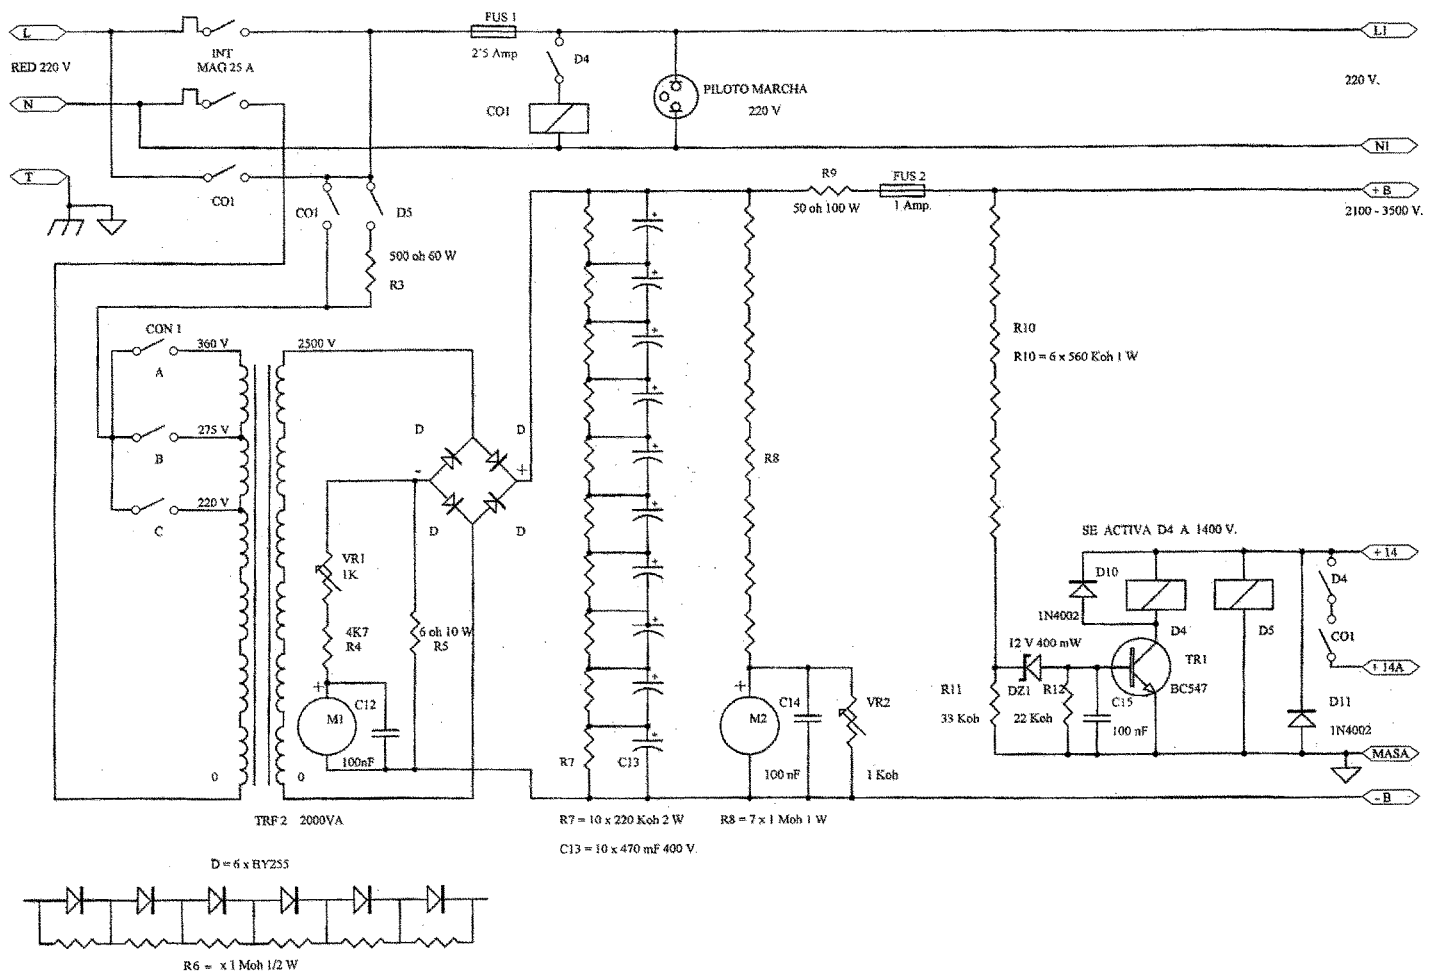 L
RED 220 V
INT
MAG 25 A
N
T
CO1
FUS 1
2'5 Amp
D4
CO1
PILOTO MARCHA
220 V
L1
220 V.
N1
CO1
D5
500 oh 60 W
R3
R9
50 oh 100 W
FUS 2
1 Amp.
+ B
2100 - 3500 V.
CON 1
360 V
A
275 V
B
220 V
C
0
2500 V
0
TRF 2 2000VA
D
D
D
D
-
+
VR1
1K
4K7
R4
6 oh 10 W
R5
+
M1
C12
100nF
+
+
+
+
+
+
+
+
+
+
R7
C13
R7 = 10 x 220 Koh 2 W
C13 = 10 x 470 mF 400 V.
R8
+
M2
C14
100 nF
VR2
1 Koh
R8 = 7 x 1 Moh 1 W
R10
R10 = 6 x 560 Koh 1 W
SE ACTIVA D4 A 1400 V.
D10
1N4002
D4
D5
12 V 400 mW
DZ1
R11
33 Koh
R12
22 Koh
C15
100 nF
TR1
BC547
D11
1N4002
+ 14
D4
CO1
+ 14A
MASA
- B
D = 6 x BY255
R6 = x 1 Moh 1/2 W